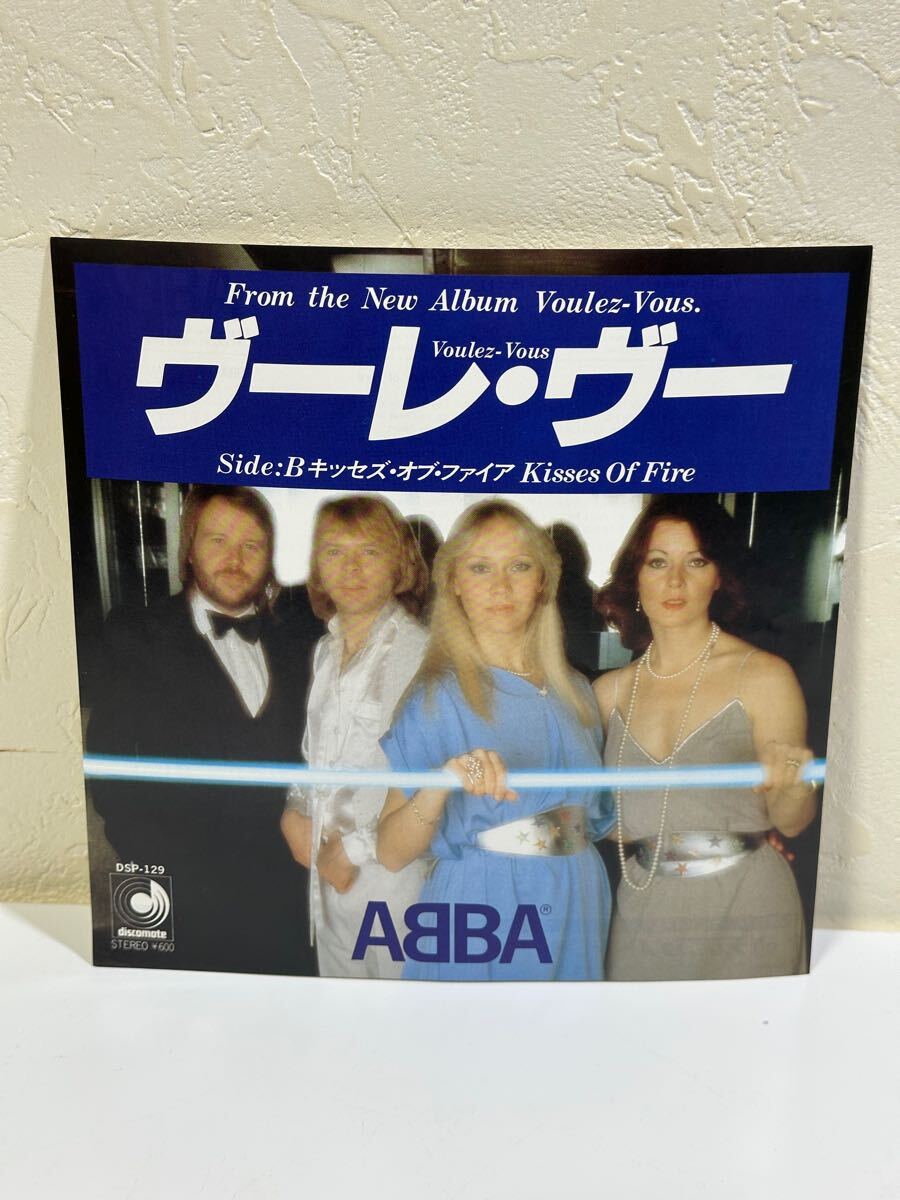 From the New Album Voulez-Vous.
Voulez-Vous
ヴーレ・ヴー
Side:B キッセズ・オブ・ファイア Kisses Of Fire
DSP-129
discomate
STEREO ¥600
ABBA®